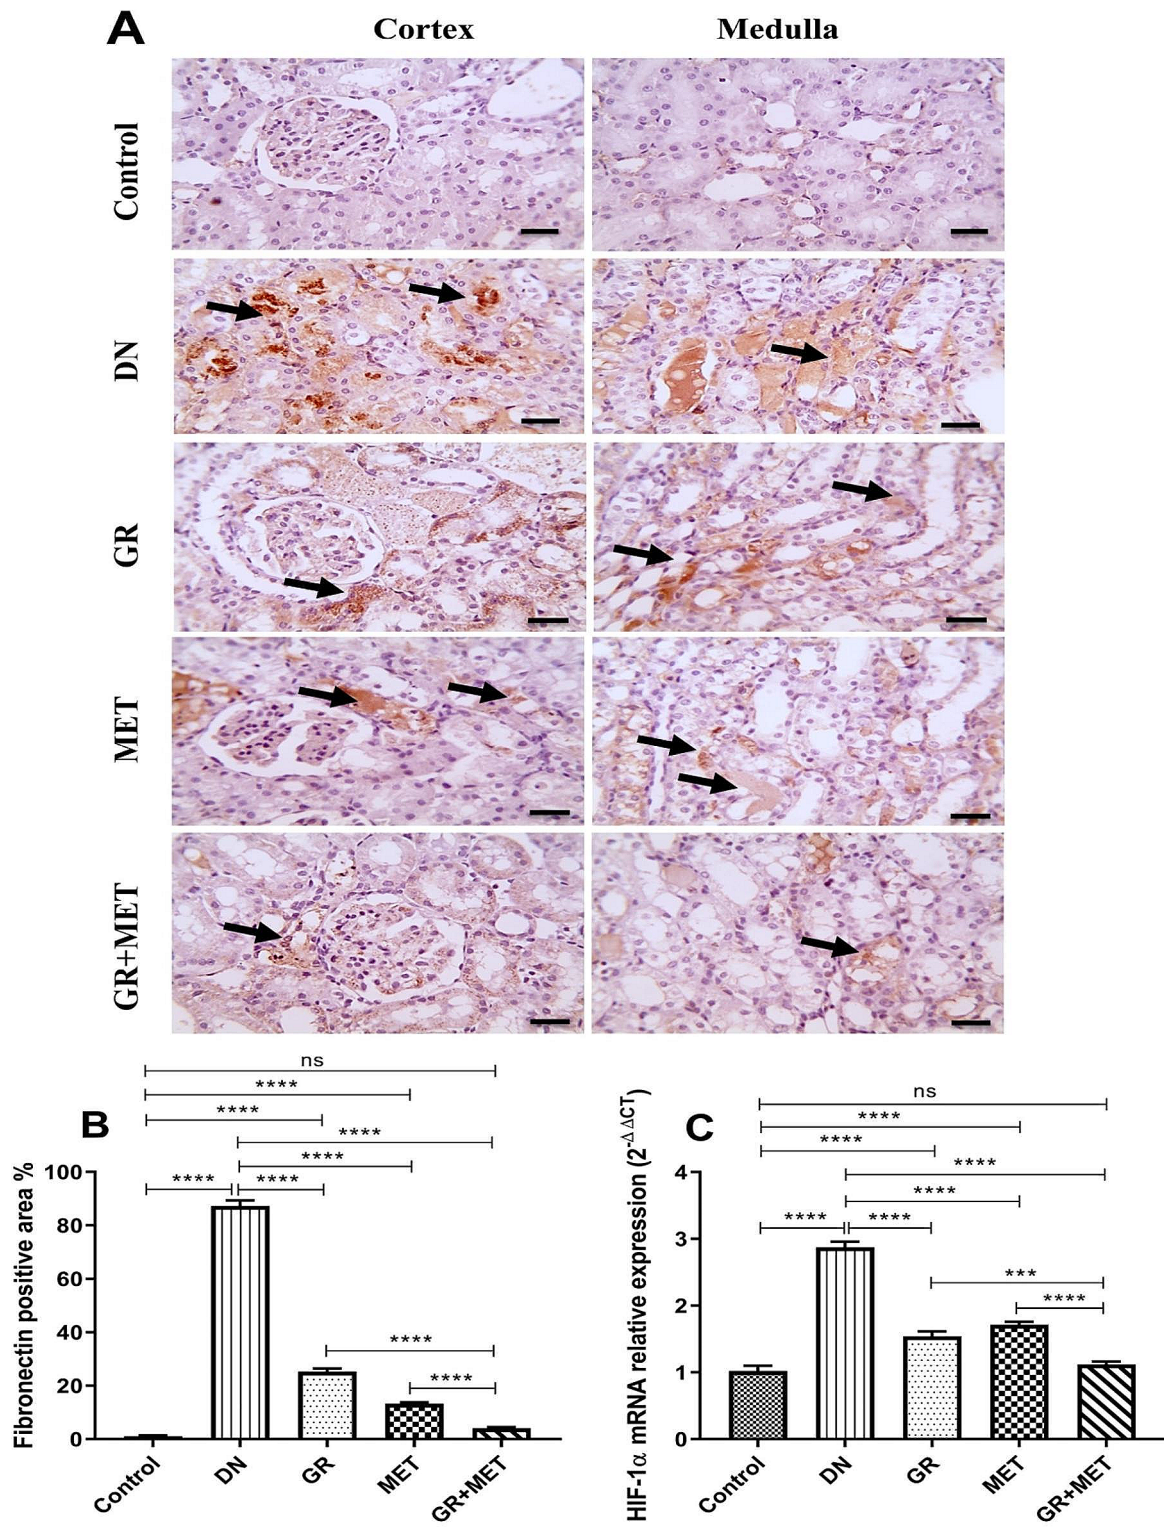 A
Cortex Medulla
Control
DN
GR
MET
GR+MET
B
Fibronectin positive area %
100
80
60
40
20
0
ns
****
****
****
****
**** ****
****
****
Control DN GR MET GR+MET
C
HIF-1α mRNA relative expression (2^-ΔΔCT)
4
3
2
1
0
ns
****
****
****
****
**** ****
***
****
Control DN GR MET GR+MET